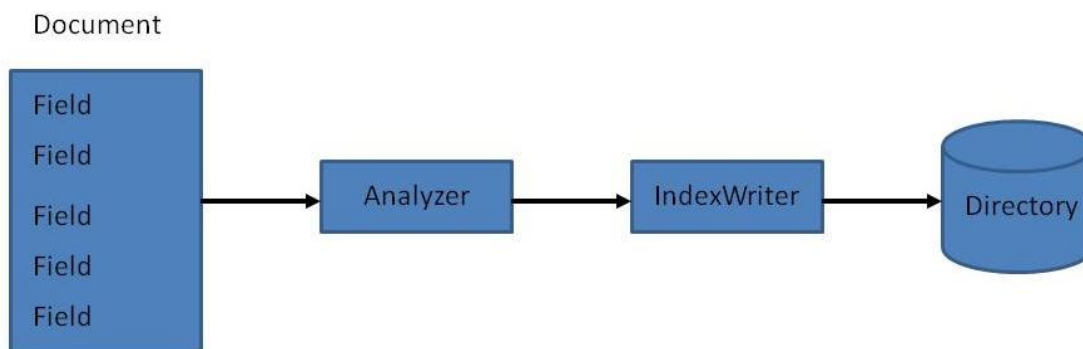 Document
Field
Field
Field
Field
Field
Analyzer
IndexWriter
Directory